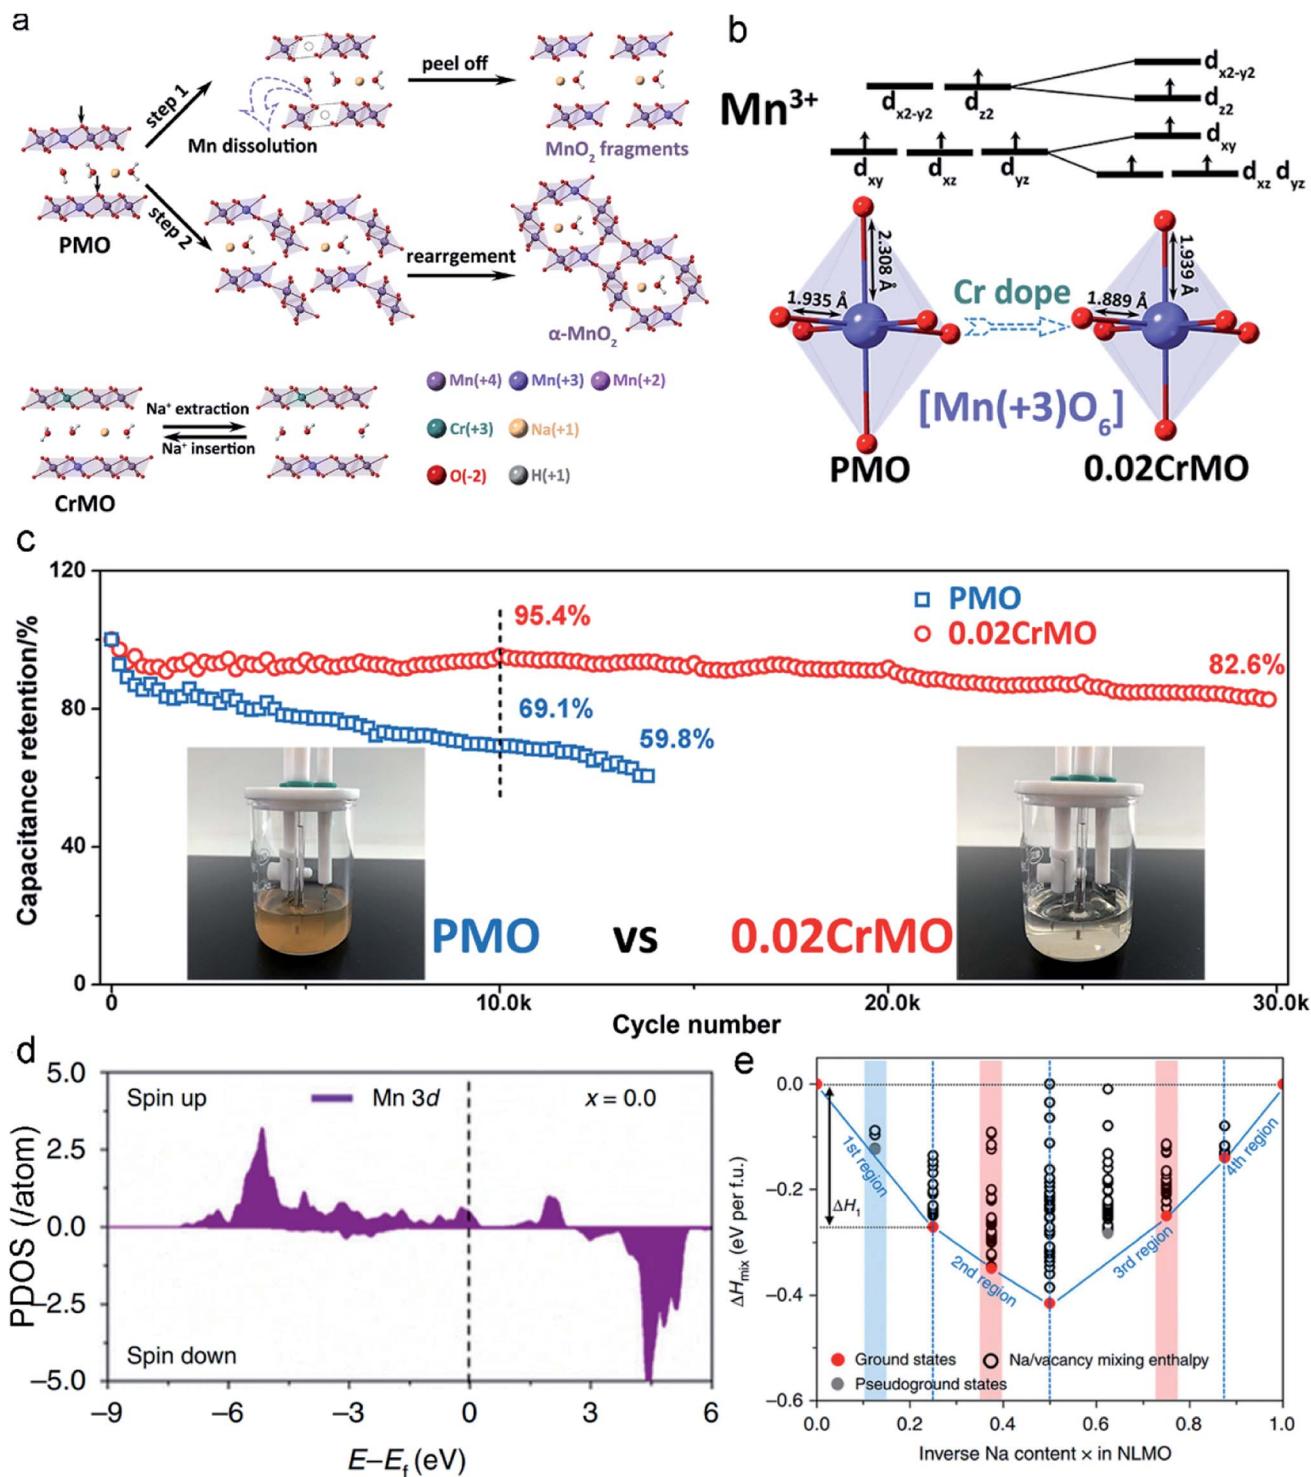 a
step 1
peel off
Mn dissolution
MnO2 fragments
PMO
step 2
rearrgement
α-MnO2
Mn(+4) Mn(+3) Mn(+2)
Na+ extraction
Na+ insertion
Cr(+3) Na(+1)
O(-2) H(+1)
CrMO
b
Mn3+
dx2-y2 dz2
dxy dxz dyz
dx2-y2
dz2
dxy
dxz dyz
2.308 Å
1.935 Å
Cr dope
1.939 Å
1.889 Å
[Mn(+3)O6]
PMO
0.02CrMO
c
Capacitance retention/%
120
80
40
0
95.4%
PMO
0.02CrMO
82.6%
69.1%
59.8%
PMO vs 0.02CrMO
0 10.0k 20.0k 30.0k
Cycle number
d
PDOS (/atom)
5.0
2.5
0.0
−2.5
−5.0
Spin up Mn 3d x = 0.0
Spin down
−9 −6 −3 0 3 6
E−Ef (eV)
e
ΔHmix (eV per f.u.)
0.0
−0.2
−0.4
−0.6
1st region
ΔH1
2nd region
3rd region
4th region
Ground states Na/vacancy mixing enthalpy
Pseudoground states
0.0 0.2 0.4 0.6 0.8 1.0
Inverse Na content × in NLMO